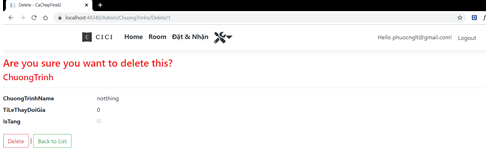 Delete - CaChepFinal2
localhost:44340/Admin/ChuongTrinhs/Delete/1
C CICI Home Room Đặt & Nhận Hello phuocnglt@gmail.com! Logout
Are you sure you want to delete this?
ChuongTrinh
ChuongTrinhName notthing
TiLeThayDoiGia 0
IsTang
Delete | Back to List